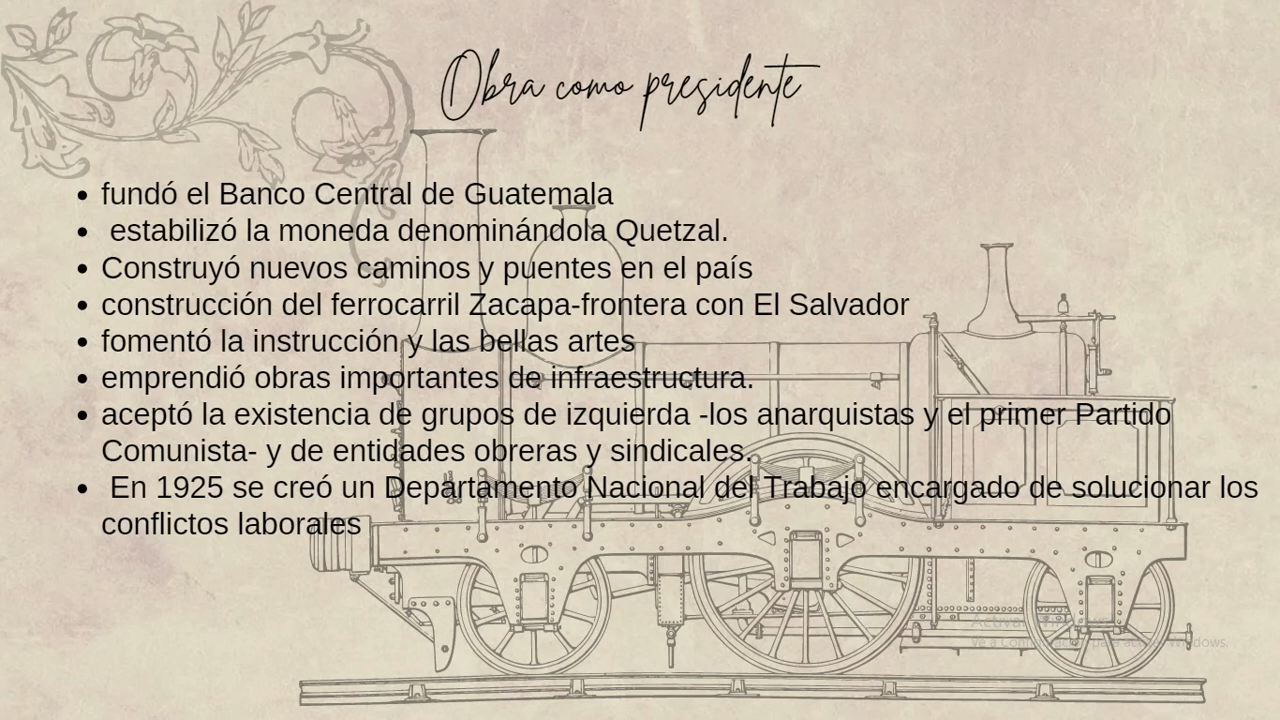 Obra como presidente
• fundó el Banco Central de Guatemala
• estabilizó la moneda denominándola Quetzal.
• Construyó nuevos caminos y puentes en el país
• construcción del ferrocarril Zacapa-frontera con El Salvador
• fomentó la instrucción y las bellas artes
• emprendió obras importantes de infraestructura.
• aceptó la existencia de grupos de izquierda -los anarquistas y el primer Partido
Comunista- y de entidades obreras y sindicales.
• En 1925 se creó un Departamento Nacional del Trabajo encargado de solucionar los
conflictos laborales